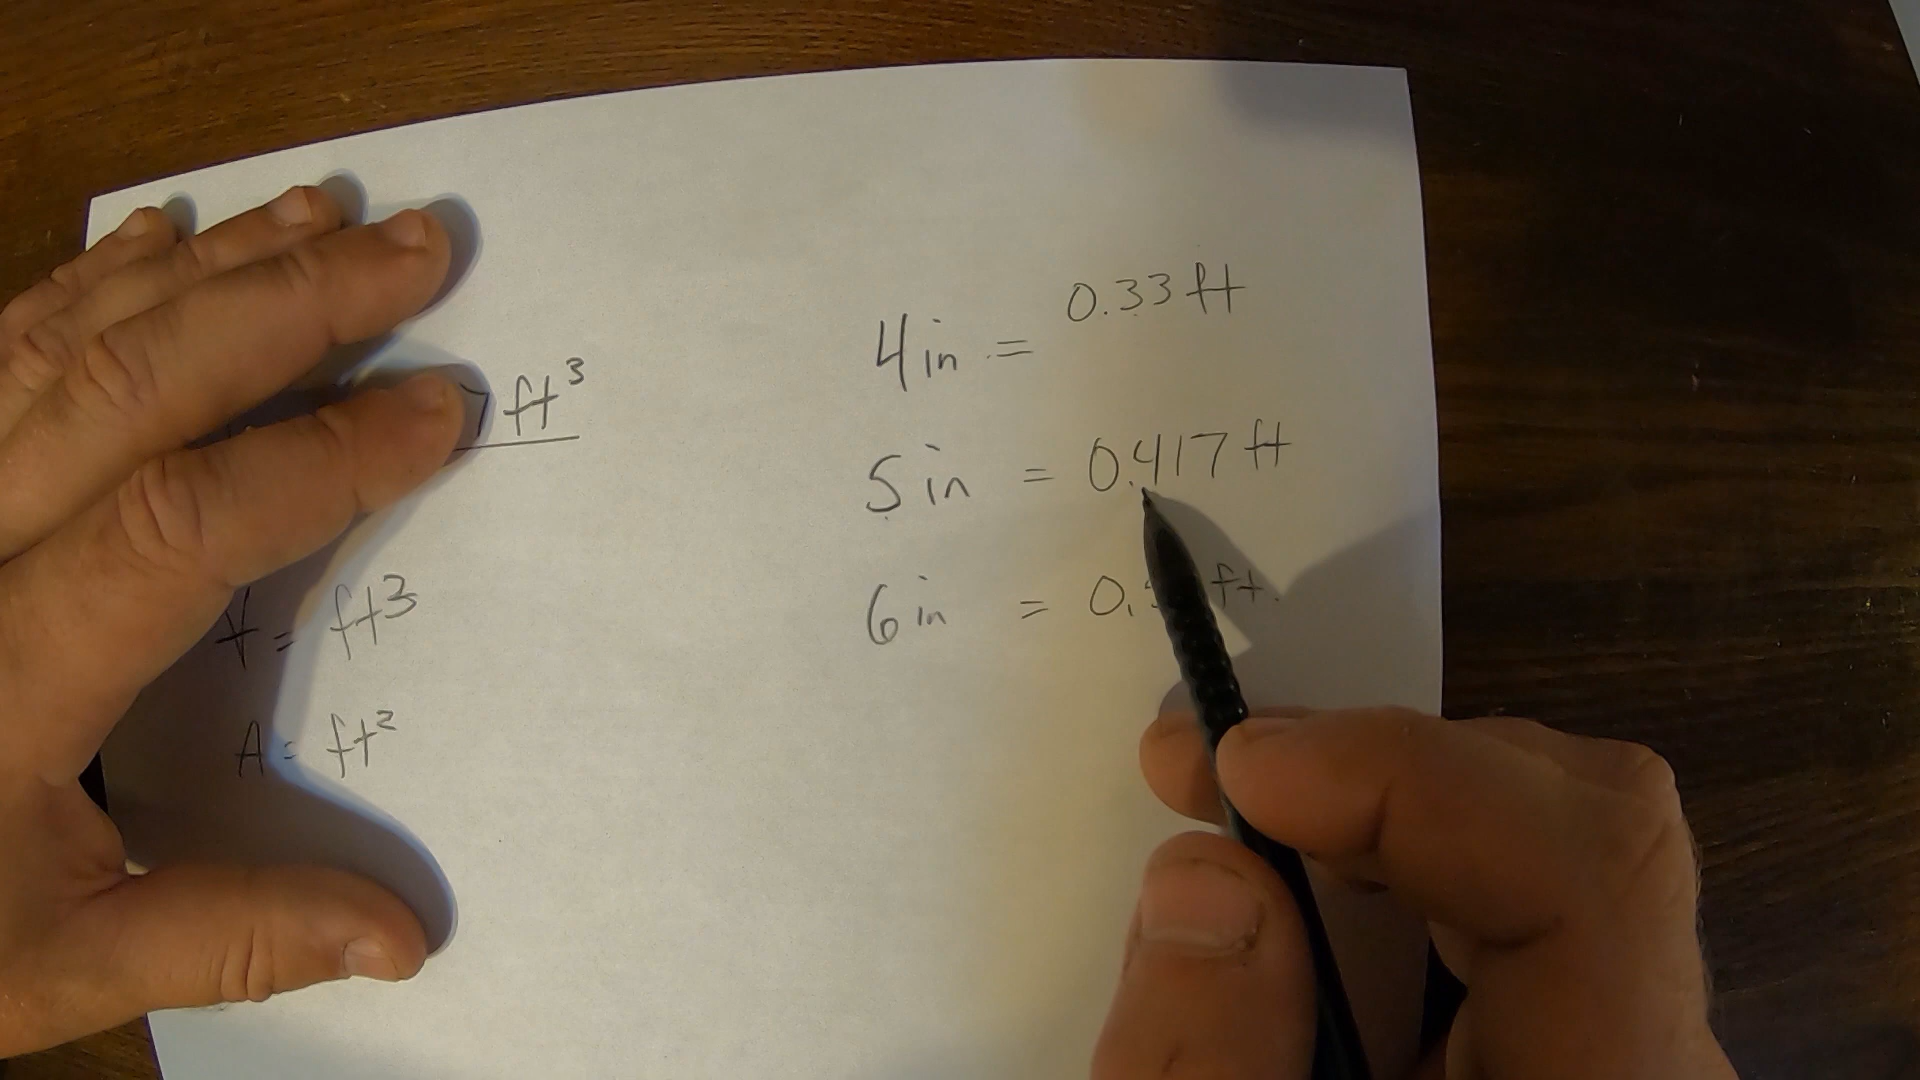 ft³
V = ft³
A = ft²
4 in = 0.33 ft
5 in = 0.417 ft
6 in = 0. ft.